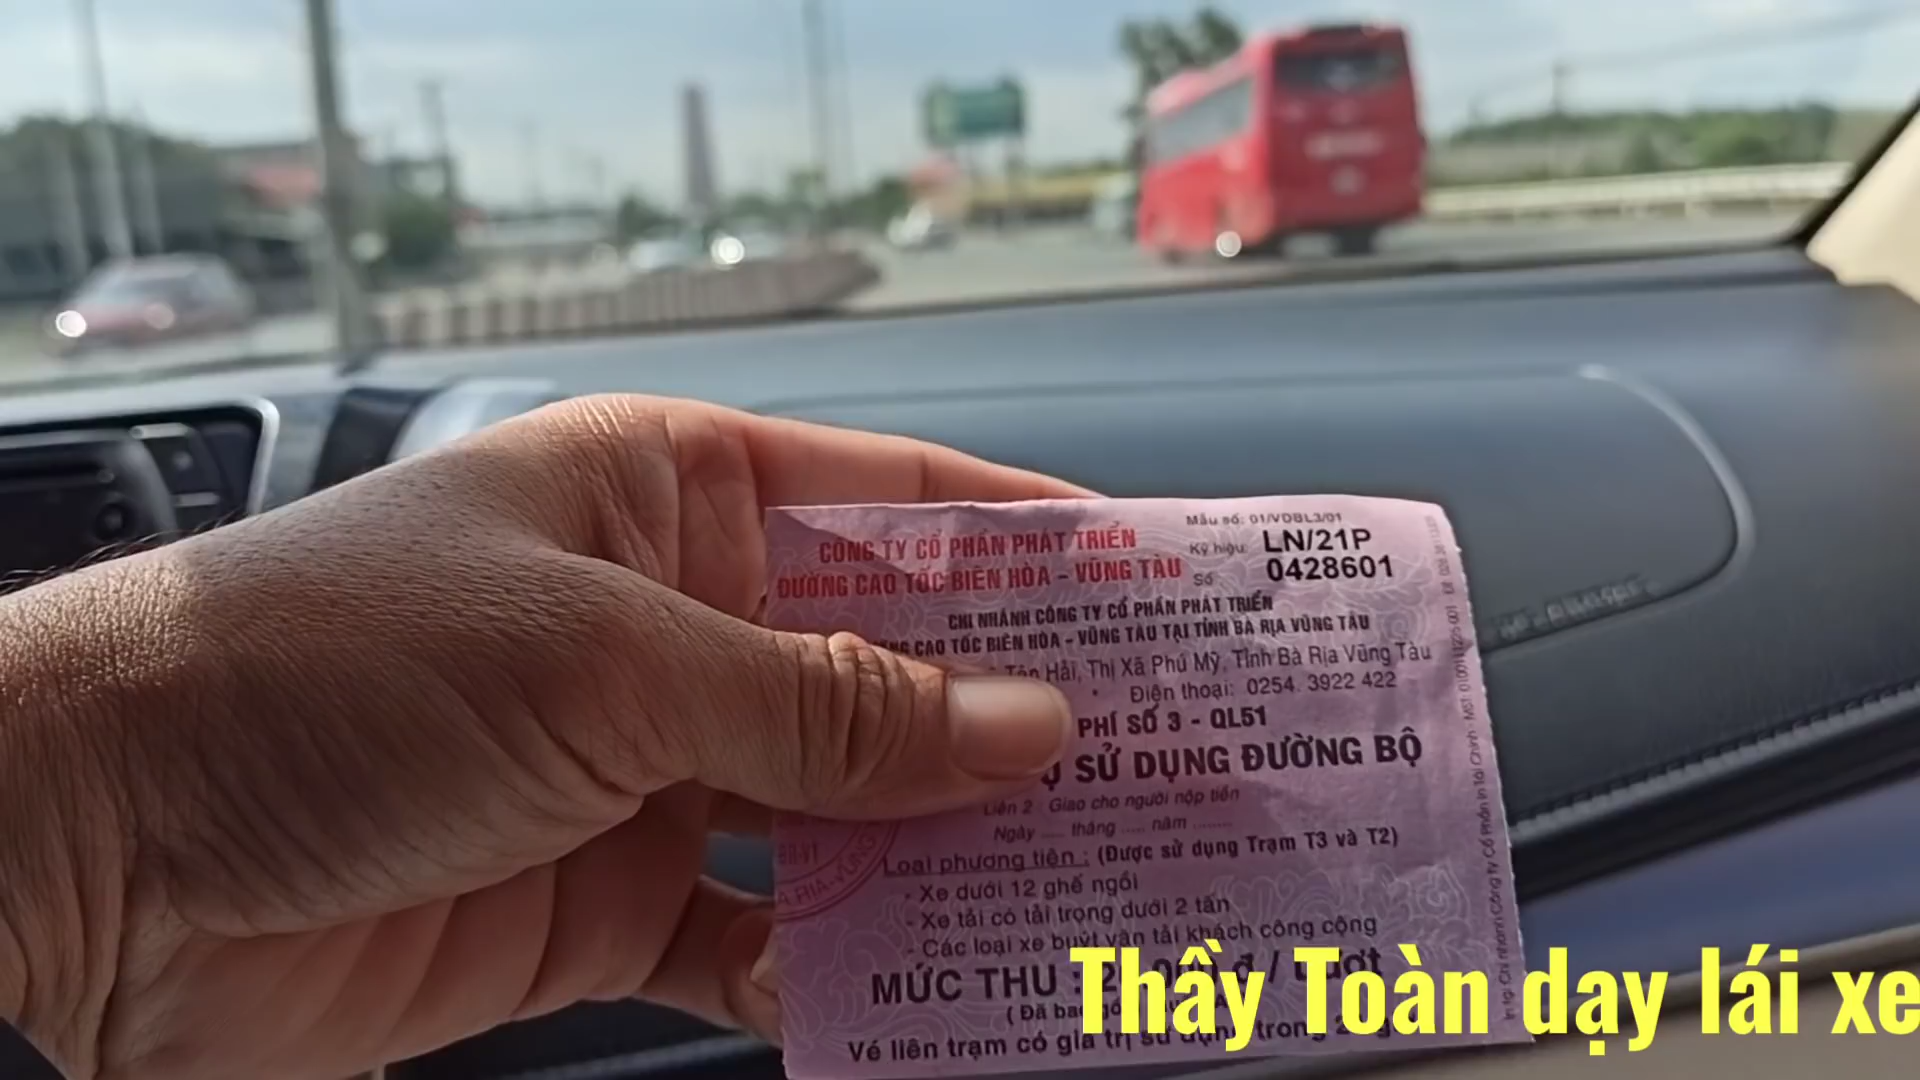 CÔNG TY CỔ PHẦN PHÁT TRIỂN
ĐƯỜNG CAO TỐC BIÊN HÒA - VŨNG TÀU
Mẫu số: 01/VDBL3/01
Ký hiệu: LN/21P
Số 0428601
CHI NHÁNH CÔNG TY CỔ PHẦN PHÁT TRIỂN
CAO TỐC BIÊN HÒA - VŨNG TÀU TẠI TỈNH BÀ RỊA VŨNG TÀU
Tân Hải, Thị Xã Phú Mỹ, Tỉnh Bà Rịa Vũng Tàu
Điện thoại: 0254. 3922 422
PHÍ SỐ 3 - QL51
SỬ DỤNG ĐƯỜNG BỘ
Liên 2 : Giao cho người nộp tiền
Ngày ..... tháng ..... năm ........
Loại phương tiện : (Được sử dụng Trạm T3 và T2)
- Xe dưới 12 ghế ngồi
- Xe tải có tải trọng dưới 2 tấn
- Các loại xe buýt vận tải khách công cộng
MỨC THU :
( Đã
Vé liên trạm có giá trị sử dụng trong
Thầy Toàn dạy lái xe